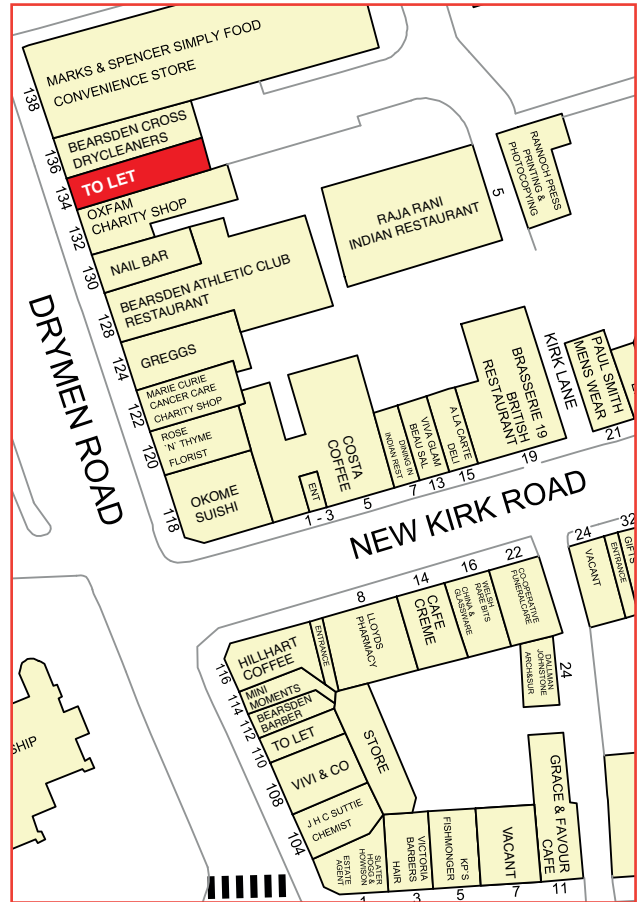 MARKS & SPENCER SIMPLY FOOD
CONVENIENCE STORE
138
BEARSDEN CROSS
DRYCLEANERS
136
TO LET
134
OXFAM
CHARITY SHOP
132
NAIL BAR
130
BEARSDEN ATHLETIC CLUB
RESTAURANT
128
GREGGS
124
MARIE CURIE
CANCER CARE
CHARITY SHOP
122
ROSE
'N' THYME
FLORIST
120
OKOME
SUISHI
118
DRYMEN ROAD
RAJA RANI
INDIAN RESTAURANT
5
RANNOCH PRESS
PRINTING &
PHOTOCOPYING
ENT
1 - 3
COSTA
COFFEE
5
DINING IN
INDIAN REST
7
VIVA GLAM
BEAU SAL
13
A LA CARTE
DELI
15
BRASSERIE 19
BRITISH
RESTAURANT
19
KIRK LANE
PAUL SMITH
MENS WEAR
21
NEW KIRK ROAD
HILLHART
COFFEE
116
ENTRANCE
8
LLOYDS
PHARMACY
14
CAFE
CREME
16
WELSH
RARE BITS
CHINA &
GLASSWARE
22
CO-OPERATIVE
FUNERALCARE
24
VACANT
ENTRANCE
32
GIFTS
DALLMAN
JOHNSTONE
ARCH&SUR
24
MINI
MOMENTS
114
BEARSDEN
BARBER
112
TO LET
110
VIVI & CO
108
J H C SUTTIE
CHEMIST
104
STORE
SLATER
HOGG &
HOWISON
ESTATE
AGENT
1
VICTORIA
BARBERS
HAIR
3
KP'S
FISHMONGER
5
VACANT
7
GRACE & FAVOUR
CAFE
11
SHIP